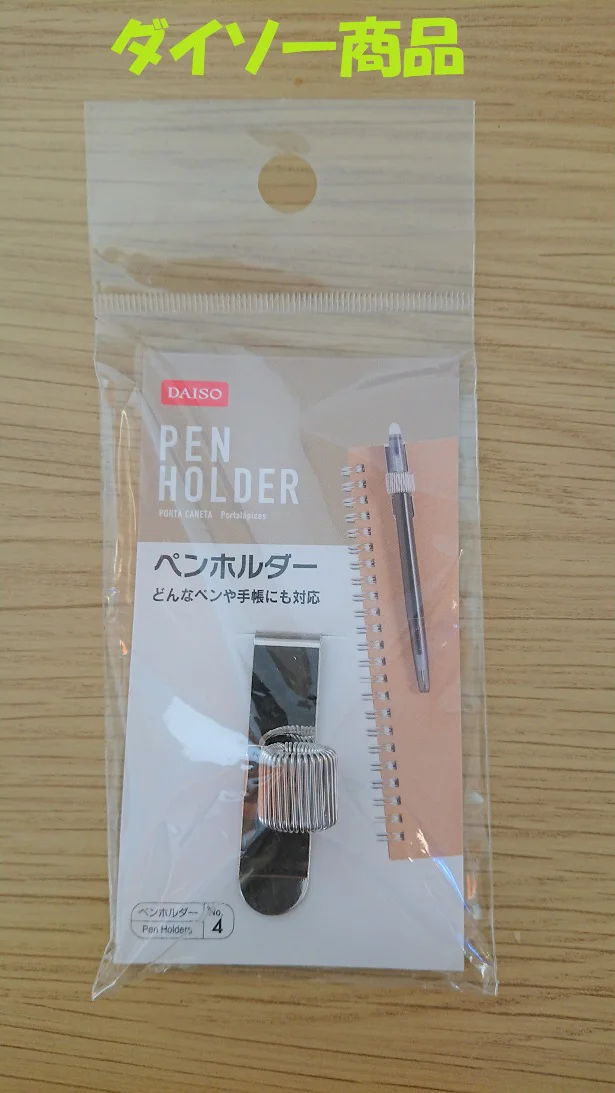 ダイソー商品
DAISO
PEN
HOLDER
PORTA CANETA Portalápices
ペンホルダー
どんなペンや手帳にも対応
ペンホルダー No.
Pen Holders 4